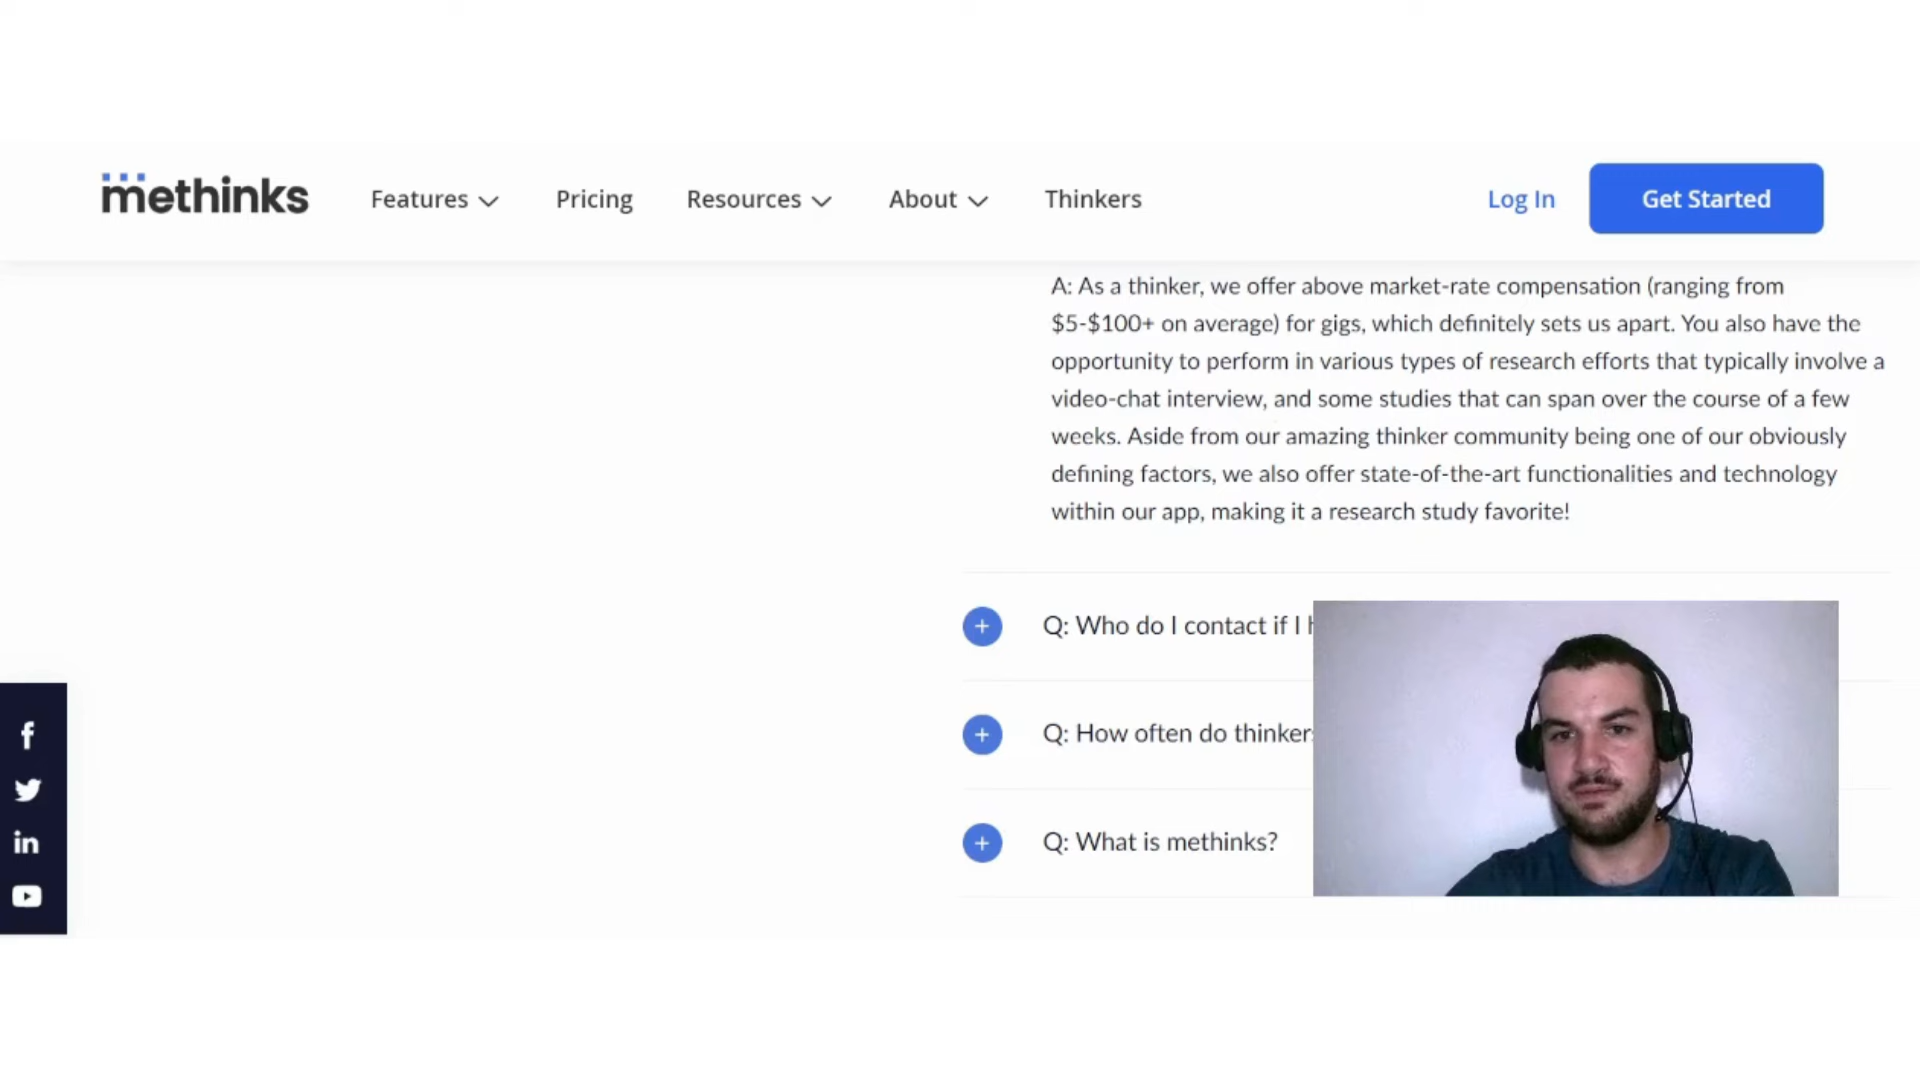 methinks
Features
Pricing
Resources
About
Thinkers
Log In
Get Started
A: As a thinker, we offer above market-rate compensation (ranging from
$5-$100+ on average) for gigs, which definitely sets us apart. You also have the
opportunity to perform in various types of research efforts that typically involve a
video-chat interview, and some studies that can span over the course of a few
weeks. Aside from our amazing thinker community being one of our obviously
defining factors, we also offer state-of-the-art functionalities and technology
within our app, making it a research study favorite!
Q: Who do I contact if I
Q: How often do thinkers
Q: What is methinks?